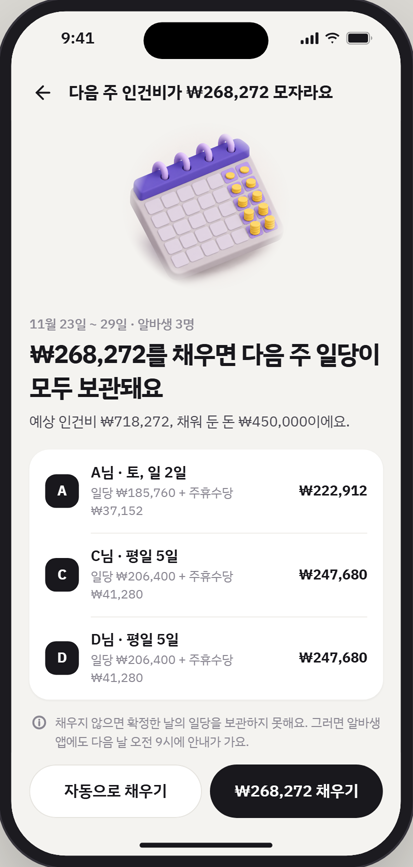 9:41
다음 주 인건비가 ₩268,272 모자라요
11월 23일 ~ 29일 · 알바생 3명
₩268,272를 채우면 다음 주 일당이
모두 보관돼요
예상 인건비 ₩718,272, 채워 둔 돈 ₩450,000이에요.
A
A님 · 토, 일 2일
일당 ₩185,760 + 주휴수당
₩37,152
₩222,912
C
C님 · 평일 5일
일당 ₩206,400 + 주휴수당
₩41,280
₩247,680
D
D님 · 평일 5일
일당 ₩206,400 + 주휴수당
₩41,280
₩247,680
채우지 않으면 확정한 날의 일당을 보관하지 못해요. 그러면 알바생
앱에도 다음 날 오전 9시에 안내가 가요.
자동으로 채우기
₩268,272 채우기